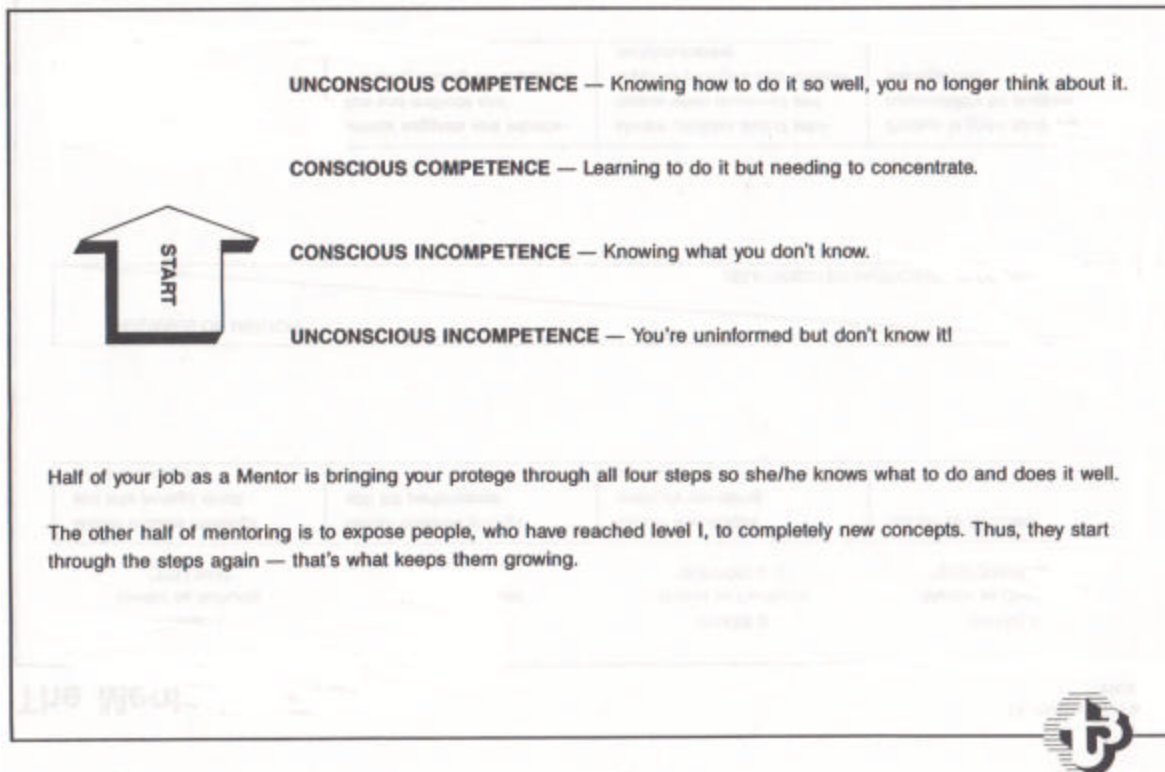 UNCONSCIOUS COMPETENCE — Knowing how to do it so well, you no longer think about it.
CONSCIOUS COMPETENCE — Learning to do it but needing to concentrate.
START
CONSCIOUS INCOMPETENCE — Knowing what you don't know.
UNCONSCIOUS INCOMPETENCE — You're uninformed but don't know it!
Half of your job as a Mentor is bringing your protege through all four steps so she/he knows what to do and does it well.
The other half of mentoring is to expose people, who have reached level I, to completely new concepts. Thus, they start
through the steps again — that's what keeps them growing.